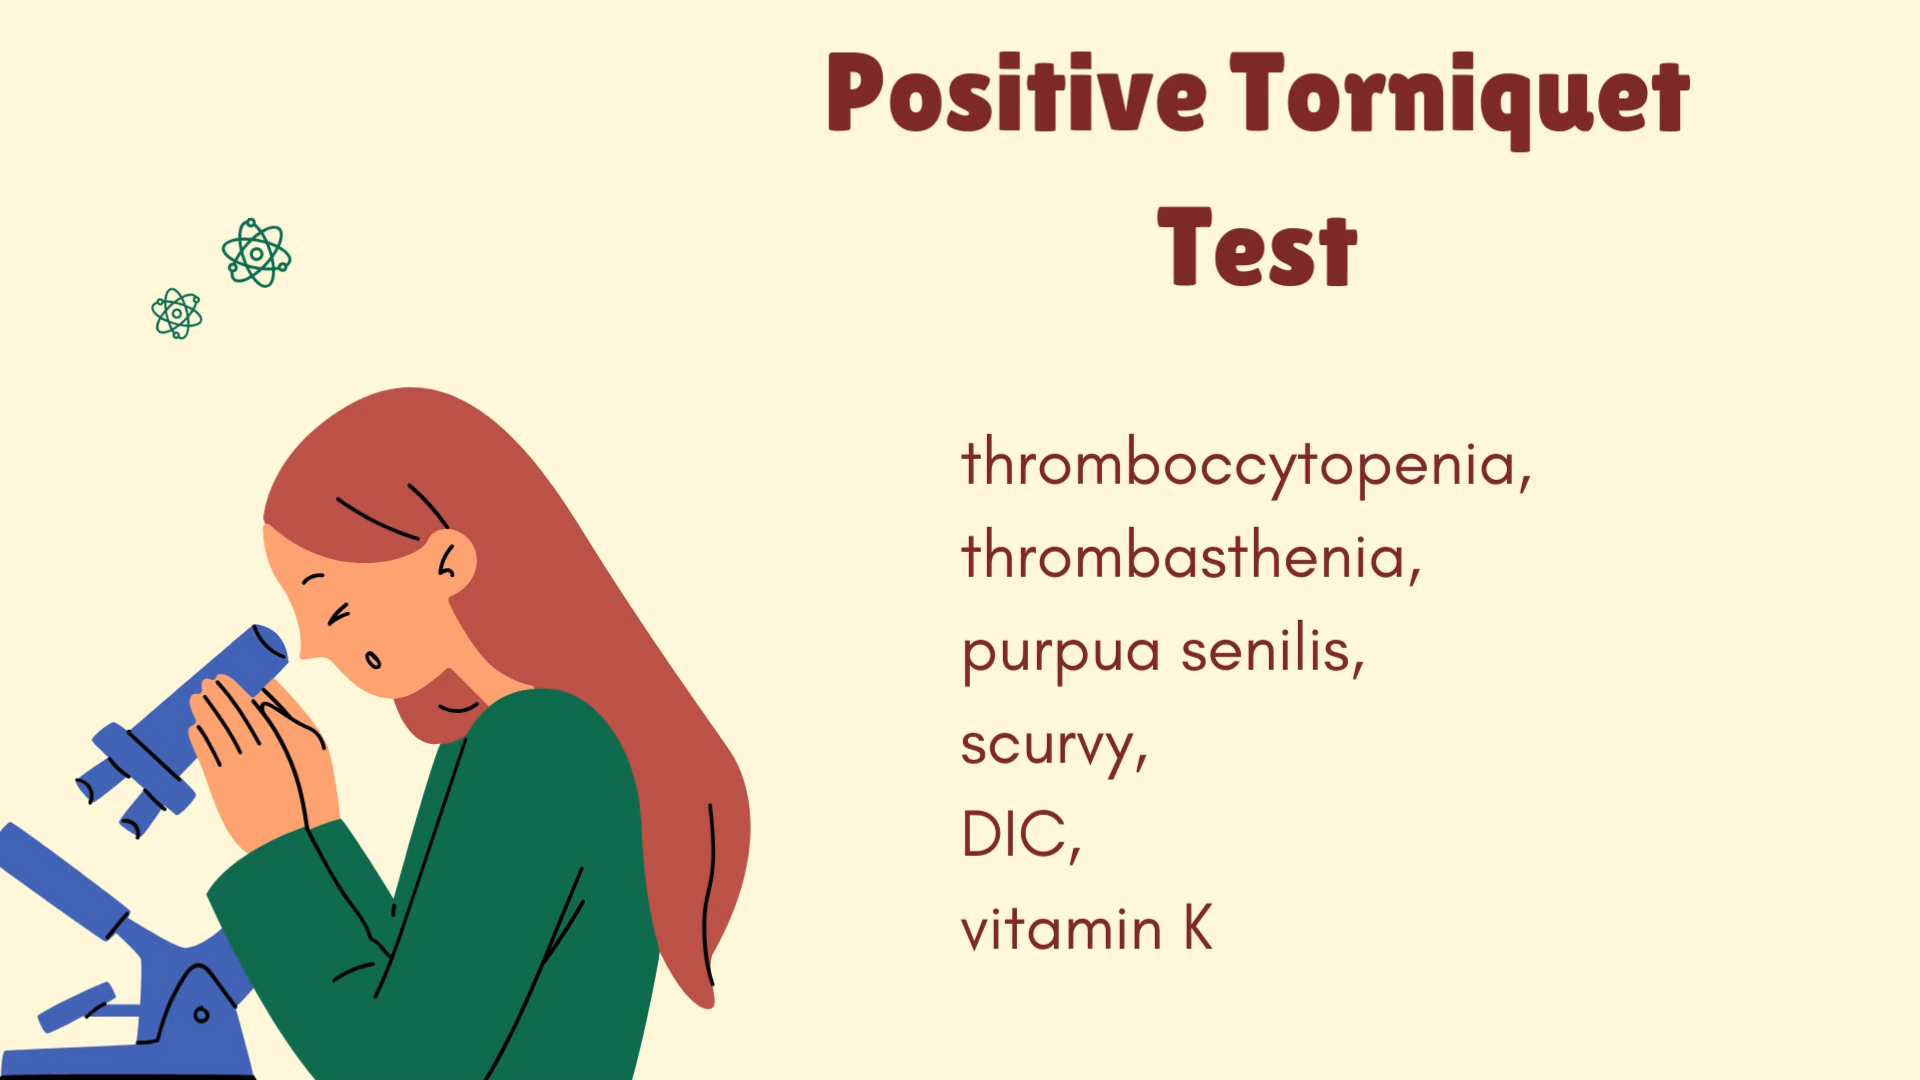 Positive Torniquet
Test
thromboccytopenia,
thrombasthenia,
purpua senilis,
scurvy,
DIC,
vitamin K